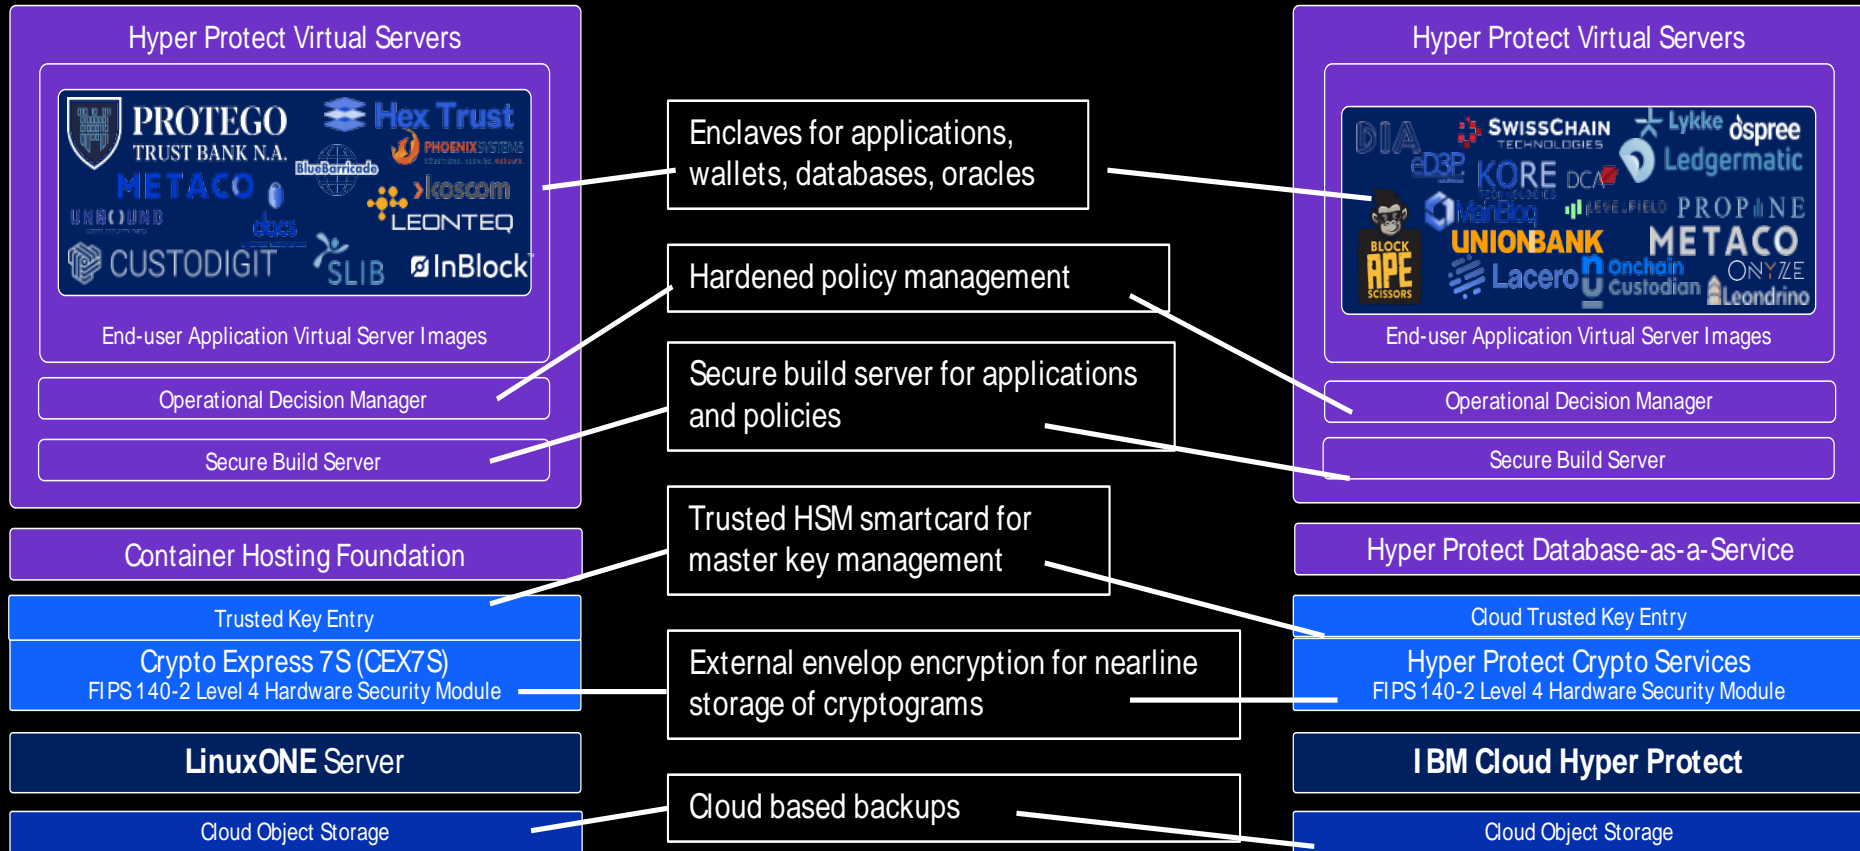 Hyper Protect Virtual Servers
PROTEGO
TRUST BANK N.A.
Hex Trust
PHOENIXSYSTEMS
BlueBarricade
METACO
koscom
UNBOUND
dacs
LEONTEQ
CUSTODIGIT
SLIB
InBlock
End-user Application Virtual Server Images
Operational Decision Manager
Secure Build Server
Container Hosting Foundation
Trusted Key Entry
Crypto Express 7S (CEX7S)
FIPS 140-2 Level 4 Hardware Security Module
LinuxONE Server
Cloud Object Storage
Enclaves for applications,
wallets, databases, oracles
Hardened policy management
Secure build server for applications
and policies
Trusted HSM smartcard for
master key management
External envelop encryption for nearline
storage of cryptograms
Cloud based backups
Hyper Protect Virtual Servers
DIA
SWISSCHAIN
TECHNOLOGIES
Lykke
dspree
eD3P
KORE
TECHNOLOGIES
DCA
Ledgermatic
MainBloq
LEVELFIELD
PROPINE
BLOCK
APE
SCISSORS
UNIONBANK
METACO
Lacero
Onchain
Custodian
ONYZE
Leondrino
End-user Application Virtual Server Images
Operational Decision Manager
Secure Build Server
Hyper Protect Database-as-a-Service
Cloud Trusted Key Entry
Hyper Protect Crypto Services
FIPS 140-2 Level 4 Hardware Security Module
IBM Cloud Hyper Protect
Cloud Object Storage